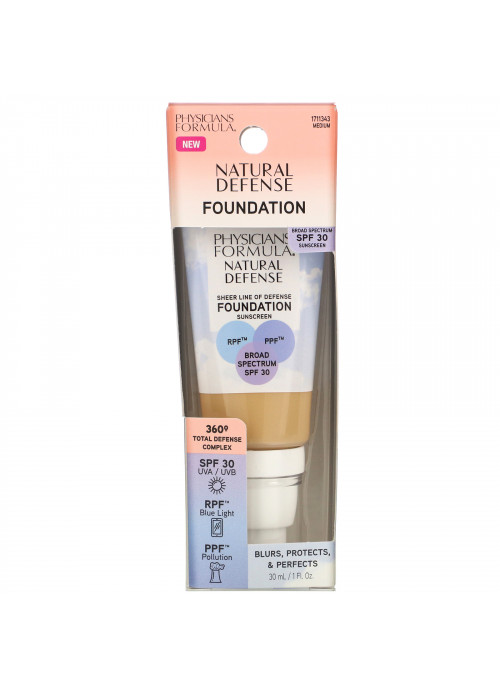 PHYSICIANS
FORMULA®
1711343
MEDIUM
NEW
NATURAL
DEFENSE
FOUNDATION
BROAD SPECTRUM
SPF 30
SUNSCREEN
PHYSICIANS
FORMULA®
NATURAL
DEFENSE
SHEER LINE OF DEFENSE
FOUNDATION
SUNSCREEN
RPF™
PPF™
BROAD
SPECTRUM
SPF 30
360º
TOTAL DEFENSE
COMPLEX
SPF 30
UVA / UVB
RPF™
Blue Light
PPF™
Pollution
BLURS, PROTECTS,
& PERFECTS
30 mL / 1 Fl. Oz.